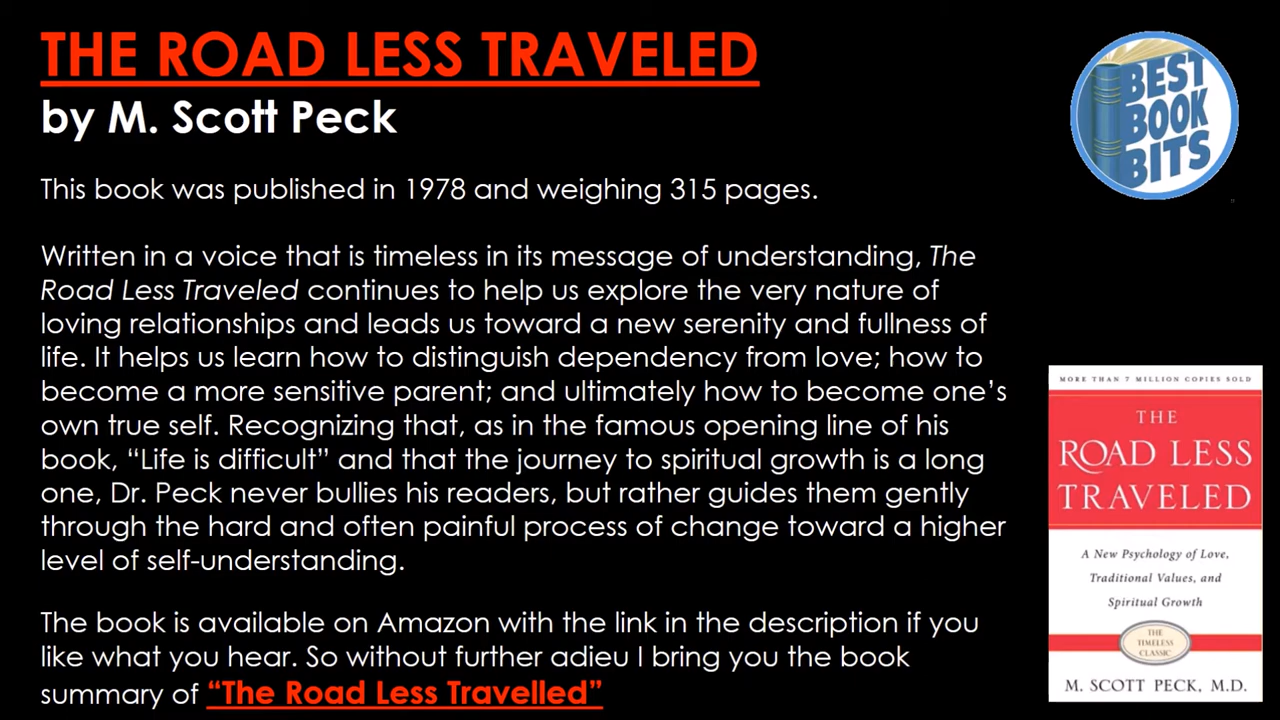 THE ROAD LESS TRAVELED
by M. Scott Peck
BEST
BOOK
BITS
This book was published in 1978 and weighing 315 pages.
Written in a voice that is timeless in its message of understanding, The
Road Less Traveled continues to help us explore the very nature of
loving relationships and leads us toward a new serenity and fullness of
life. It helps us learn how to distinguish dependency from love; how to
become a more sensitive parent; and ultimately how to become one’s
own true self. Recognizing that, as in the famous opening line of his
book, “Life is difficult” and that the journey to spiritual growth is a long
one, Dr. Peck never bullies his readers, but rather guides them gently
through the hard and often painful process of change toward a higher
level of self-understanding.
The book is available on Amazon with the link in the description if you
like what you hear. So without further adieu I bring you the book
summary of “The Road Less Travelled”
MORE THAN 7 MILLION COPIES SOLD
THE
ROAD LESS
TRAVELED
A New Psychology of Love,
Traditional Values, and
Spiritual Growth
THE
TIMELESS
CLASSIC
M. SCOTT PECK, M.D.